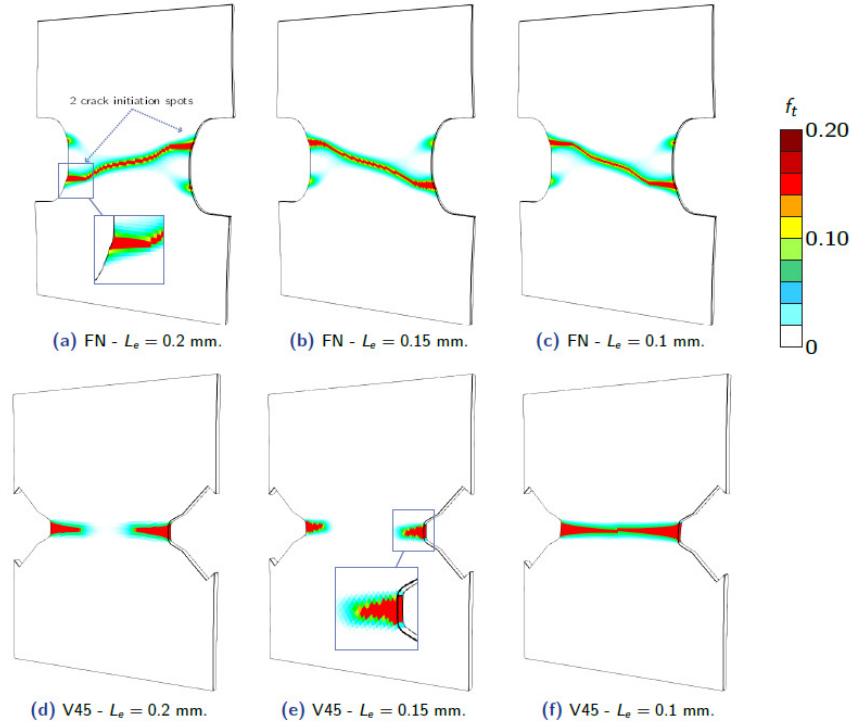 2 crack initiation spots
f_t
0.20
0.10
0
(a) FN - L_e = 0.2 mm.
(b) FN - L_e = 0.15 mm.
(c) FN - L_e = 0.1 mm.
(d) V45 - L_e = 0.2 mm.
(e) V45 - L_e = 0.15 mm.
(f) V45 - L_e = 0.1 mm.